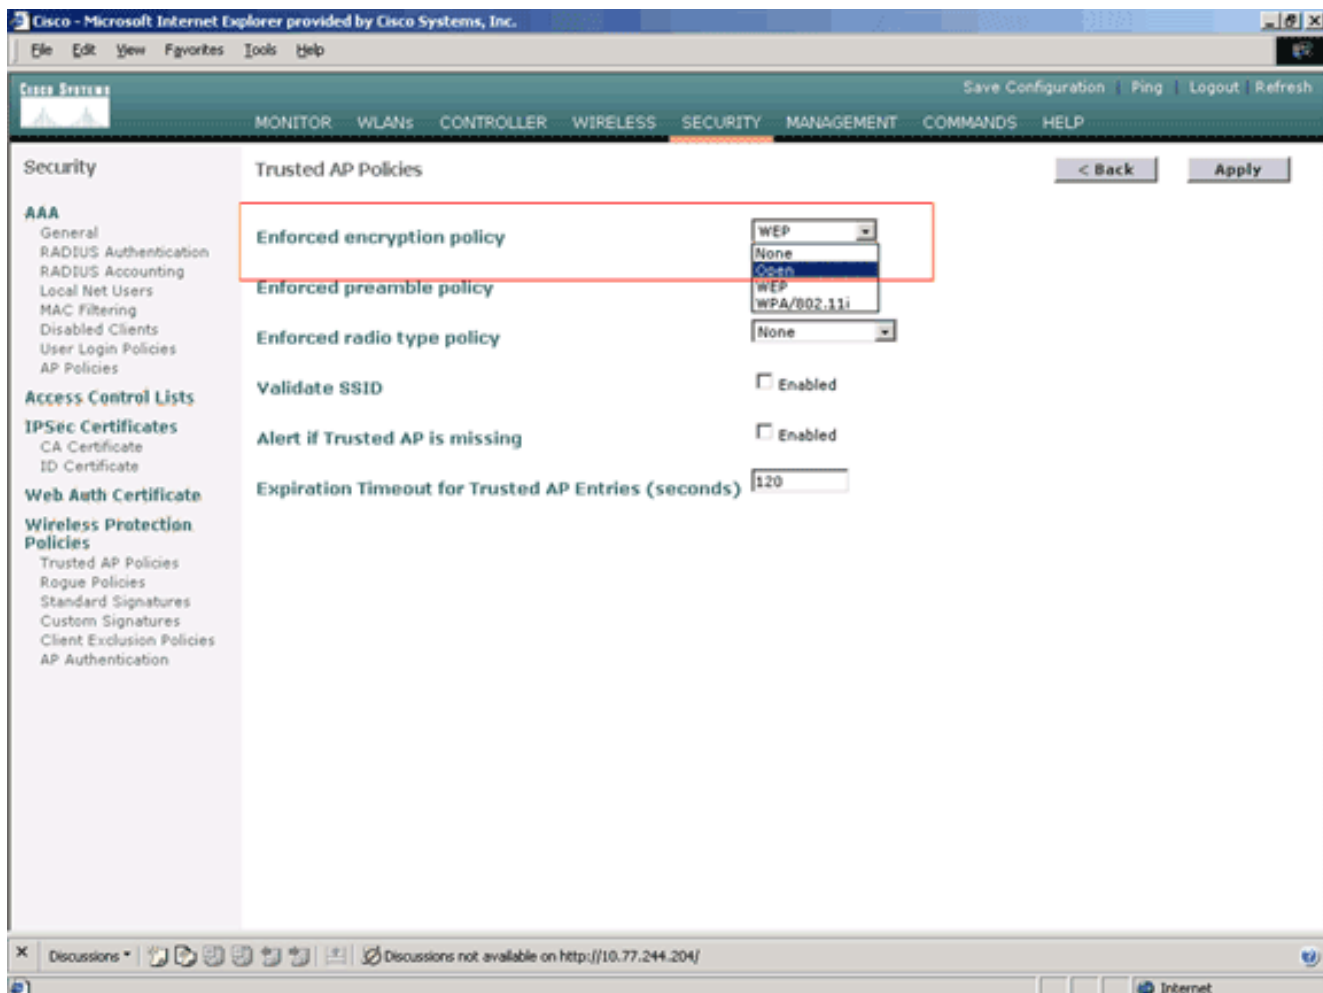 Cisco - Microsoft Internet Explorer provided by Cisco Systems, Inc.
File Edit View Favorites Tools Help
CISCO SYSTEMS
Save Configuration | Ping | Logout | Refresh
MONITOR WLANs CONTROLLER WIRELESS SECURITY MANAGEMENT COMMANDS HELP
Security
Trusted AP Policies
< Back
Apply
AAA
General
RADIUS Authentication
RADIUS Accounting
Local Net Users
MAC Filtering
Disabled Clients
User Login Policies
AP Policies
Access Control Lists
IPSec Certificates
CA Certificate
ID Certificate
Web Auth Certificate
Wireless Protection
Policies
Trusted AP Policies
Rogue Policies
Standard Signatures
Custom Signatures
Client Exclusion Policies
AP Authentication
Enforced encryption policy
WEP
None
Open
WEP
WPA/802.11i
Enforced preamble policy
Enforced radio type policy
None
Validate SSID
Enabled
Alert if Trusted AP is missing
Enabled
Expiration Timeout for Trusted AP Entries (seconds)
120
Discussions
Discussions not available on http://10.77.244.204/
Internet